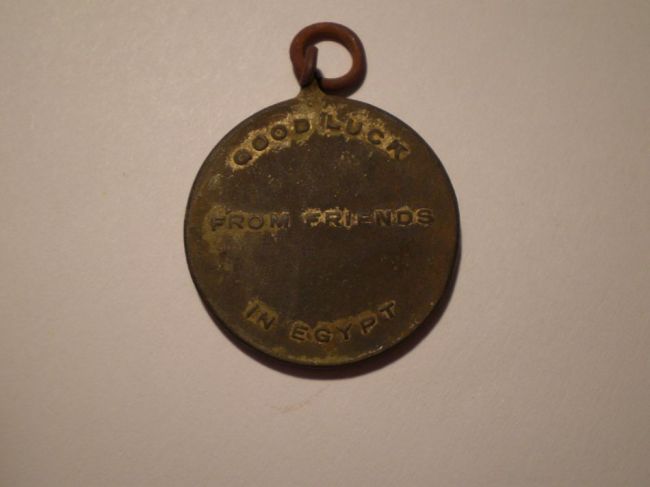 GOOD LUCK
FROM FRIENDS
IN EGYPT